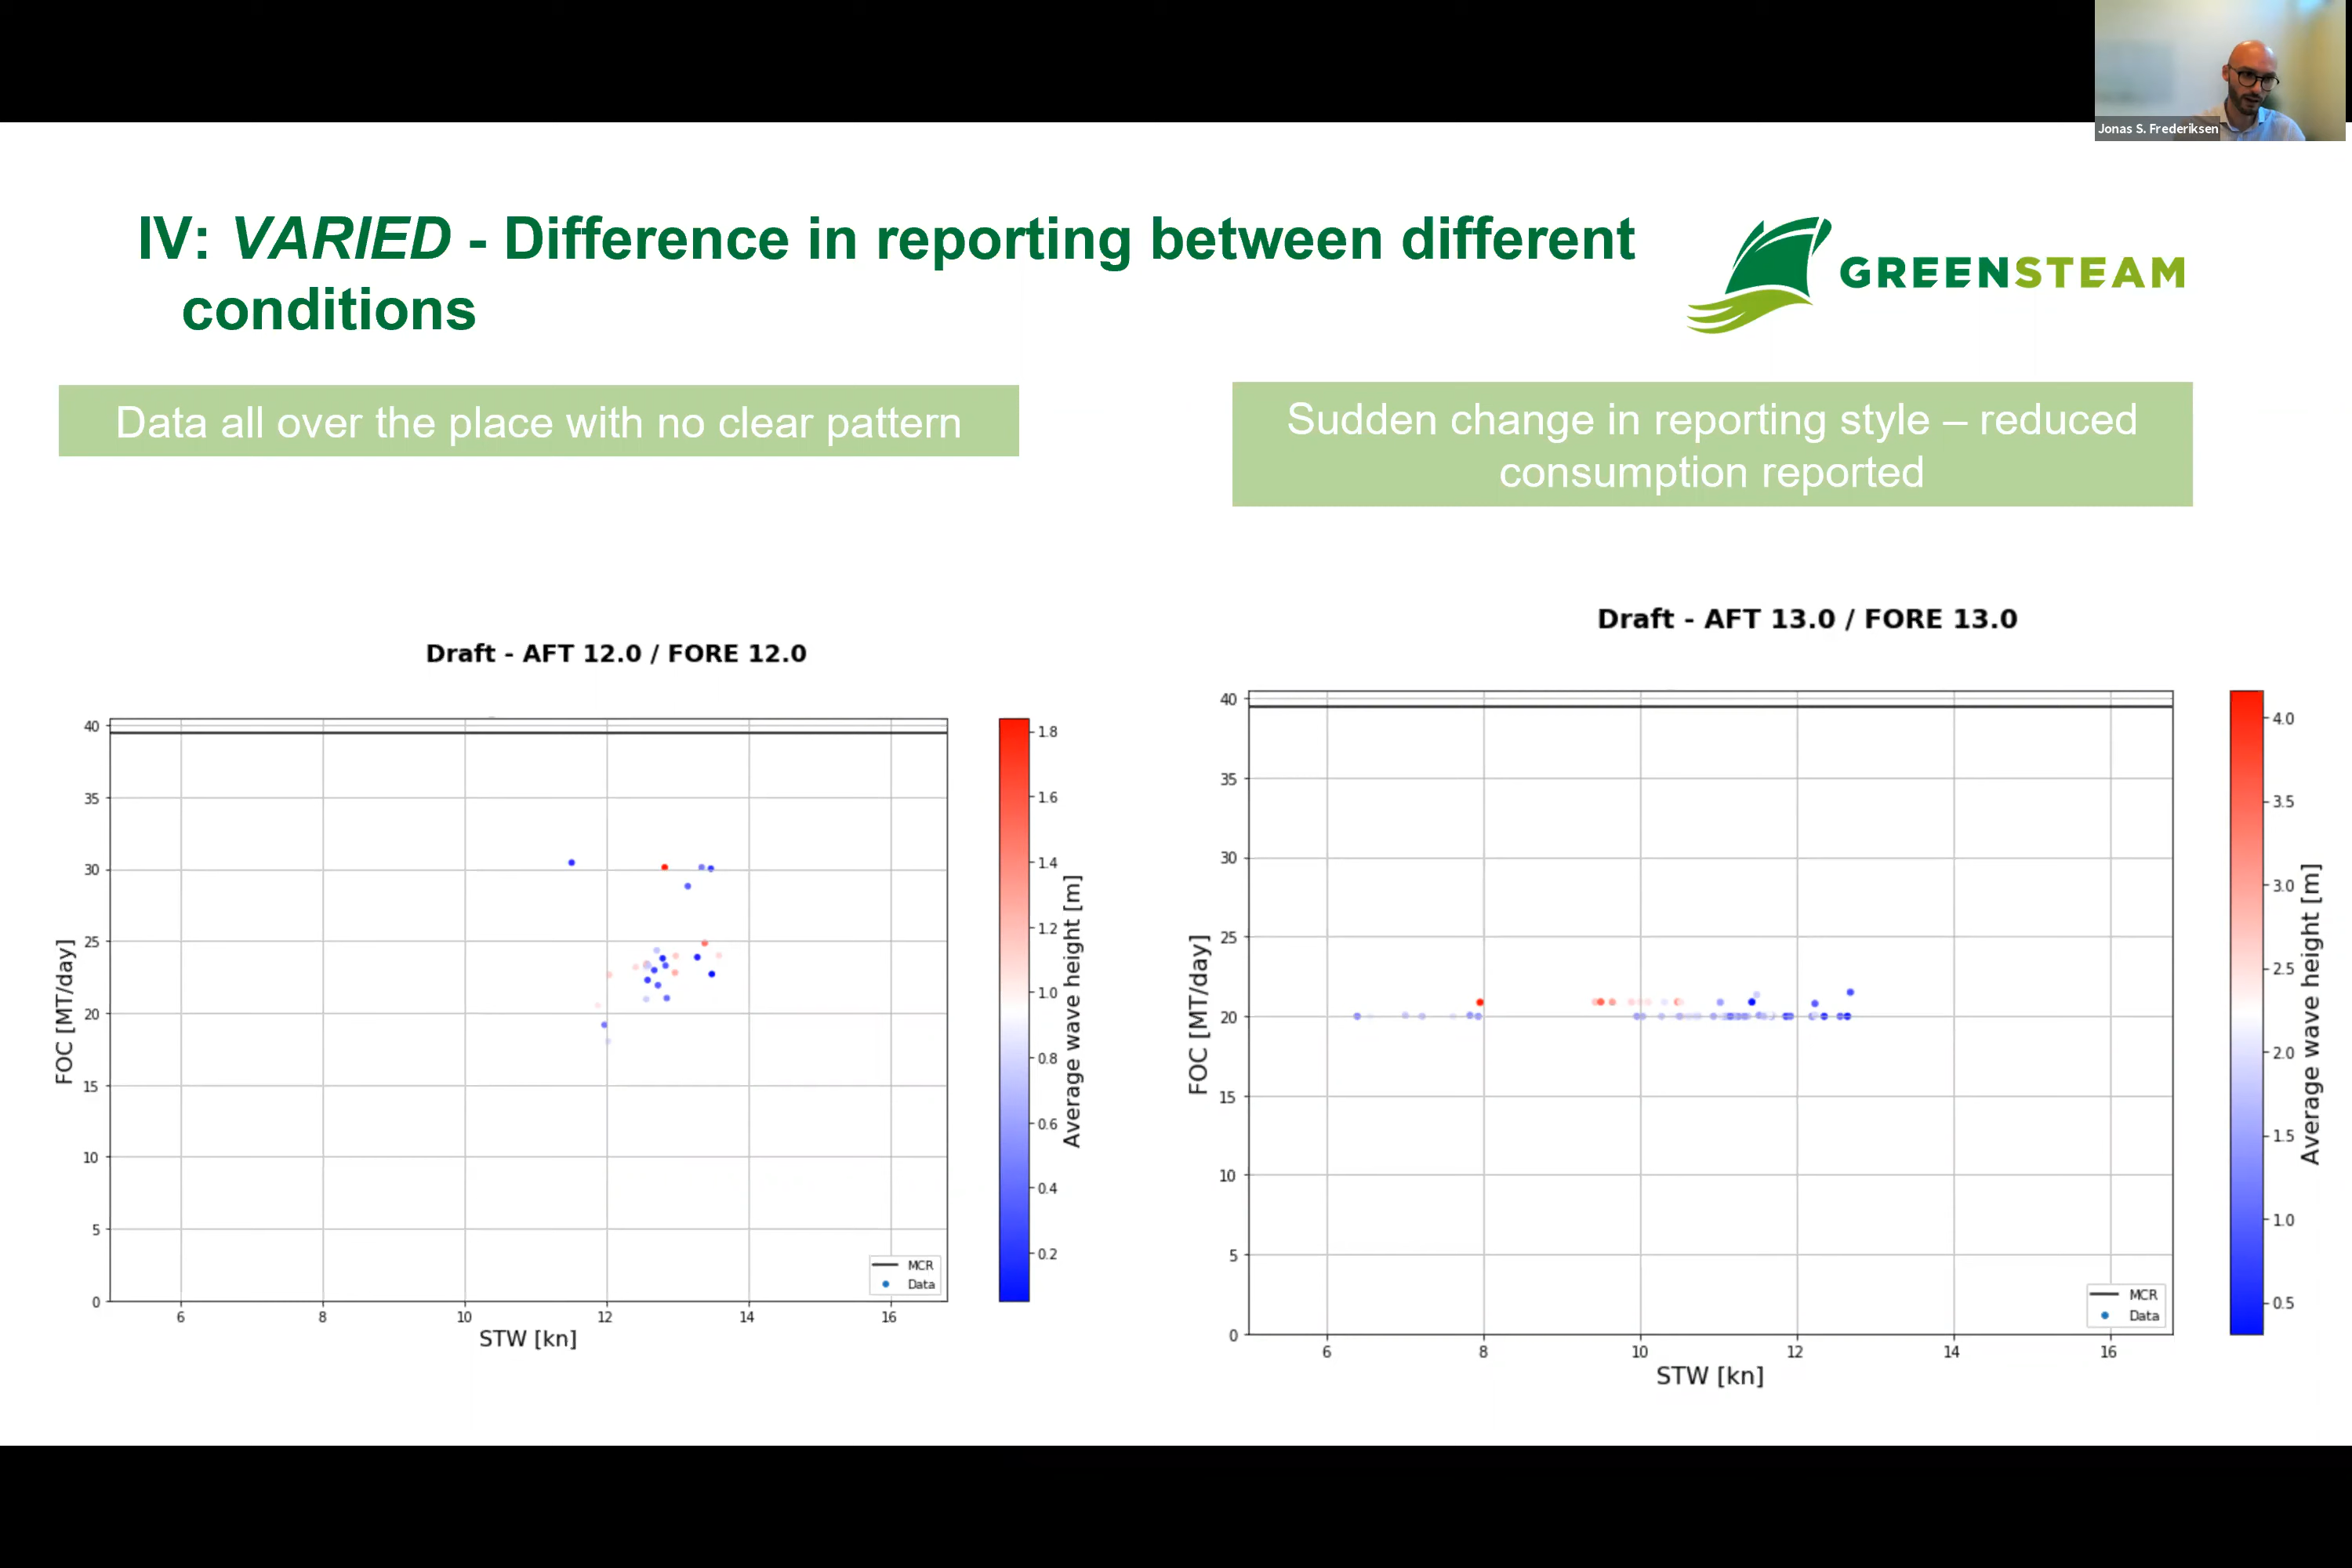 Jonas S. Frederiksen
IV: VARIED - Difference in reporting between different
conditions
GREENSTEAM
Data all over the place with no clear pattern
Sudden change in reporting style – reduced
consumption reported
Draft - AFT 12.0 / FORE 12.0
40
35
30
25
20
15
10
5
0
FOC [MT/day]
6
8
10
12
14
16
STW [kn]
MCR
Data
1.8
1.6
1.4
1.2
1.0
0.8
0.6
0.4
0.2
Average wave height [m]
Draft - AFT 13.0 / FORE 13.0
40
35
30
25
20
15
10
5
0
FOC [MT/day]
6
8
10
12
14
16
STW [kn]
MCR
Data
4.0
3.5
3.0
2.5
2.0
1.5
1.0
0.5
Average wave height [m]